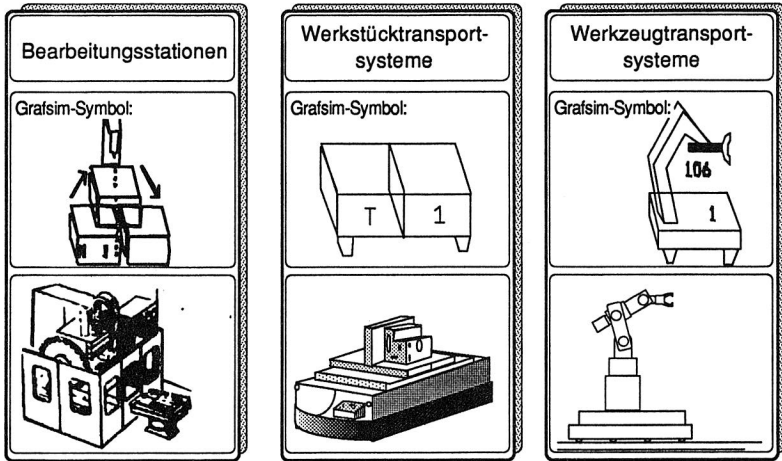 Bearbeitungsstationen
Grafsim-Symbol:
Werkstücktransport-
systeme
Grafsim-Symbol:
T 1
Werkzeugtransport-
systeme
Grafsim-Symbol:
106
1